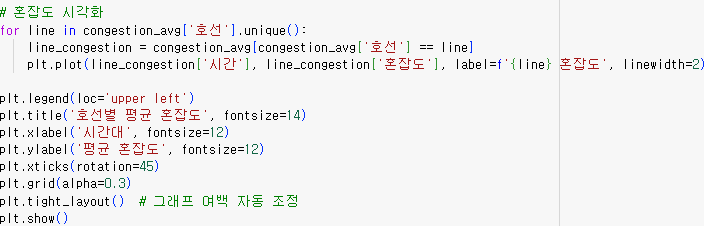 # 혼잡도 시각화
for line in congestion_avg['호선'].unique():
    line_congestion = congestion_avg[congestion_avg['호선'] == line]
    plt.plot(line_congestion['시간'], line_congestion['혼잡도'], label=f'{line} 혼잡도', linewidth=2)

plt.legend(loc='upper left')
plt.title('호선별 평균 혼잡도', fontsize=14)
plt.xlabel('시간대', fontsize=12)
plt.ylabel('평균 혼잡도', fontsize=12)
plt.xticks(rotation=45)
plt.grid(alpha=0.3)
plt.tight_layout()  # 그래프 여백 자동 조정
plt.show()